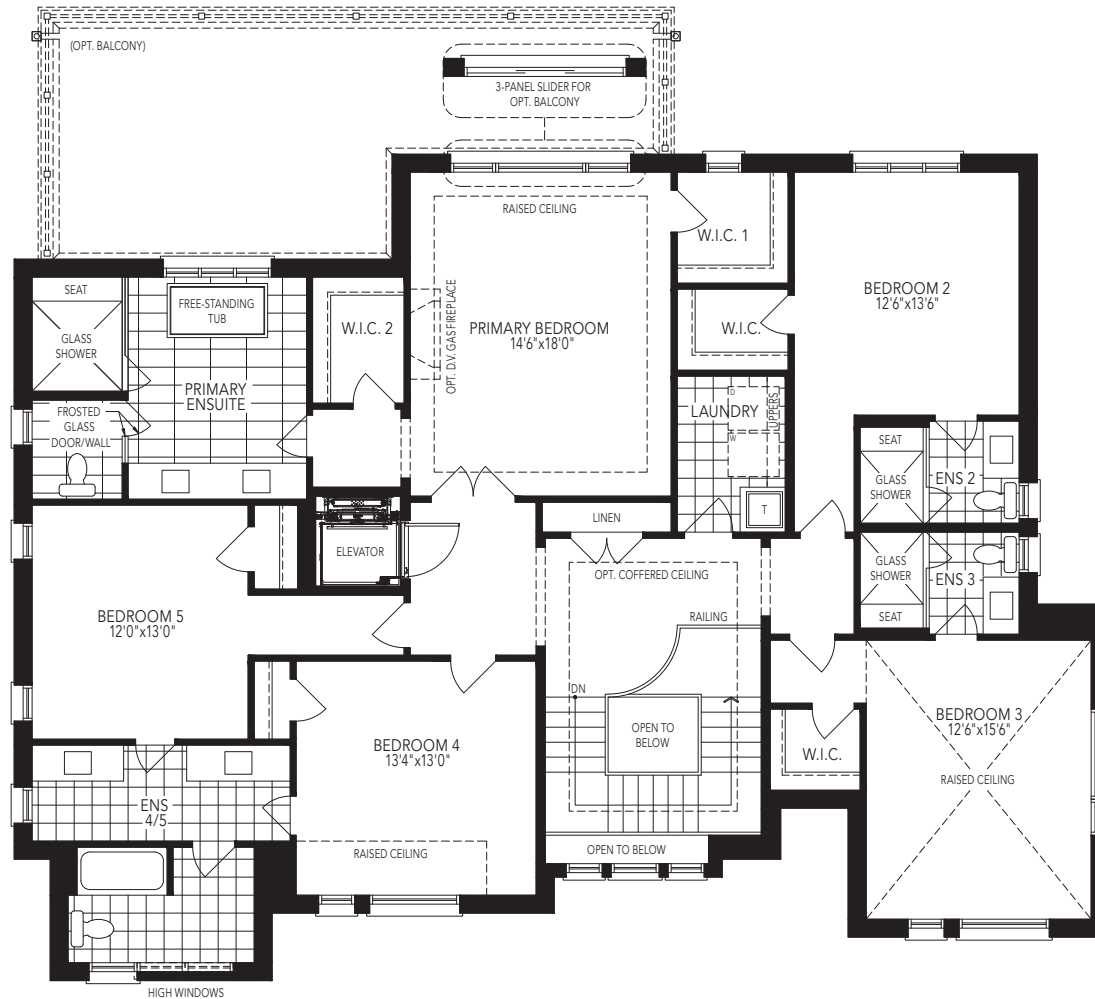 (OPT. BALCONY)
3-PANEL SLIDER FOR
OPT. BALCONY
RAISED CEILING
W.I.C. 1
BEDROOM 2
12'6"x13'6"
SEAT
FREE-STANDING
TUB
GLASS
SHOWER
W.I.C. 2
OPT. D.V. GAS FIREPLACE
PRIMARY BEDROOM
14'6"x18'0"
W.I.C.
PRIMARY
ENSUITE
FROSTED
GLASS
DOOR/WALL
LAUNDRY
D
W
UPPERS
T
SEAT
GLASS
SHOWER
ENS 2
LINEN
ELEVATOR
OPT. COFFERED CEILING
GLASS
SHOWER
SEAT
ENS 3
RAILING
BEDROOM 5
12'0"x13'0"
DN
OPEN TO
BELOW
BEDROOM 3
12'6"x15'6"
RAISED CEILING
W.I.C.
BEDROOM 4
13'4"x13'0"
ENS
4/5
RAISED CEILING
OPEN TO BELOW
HIGH WINDOWS